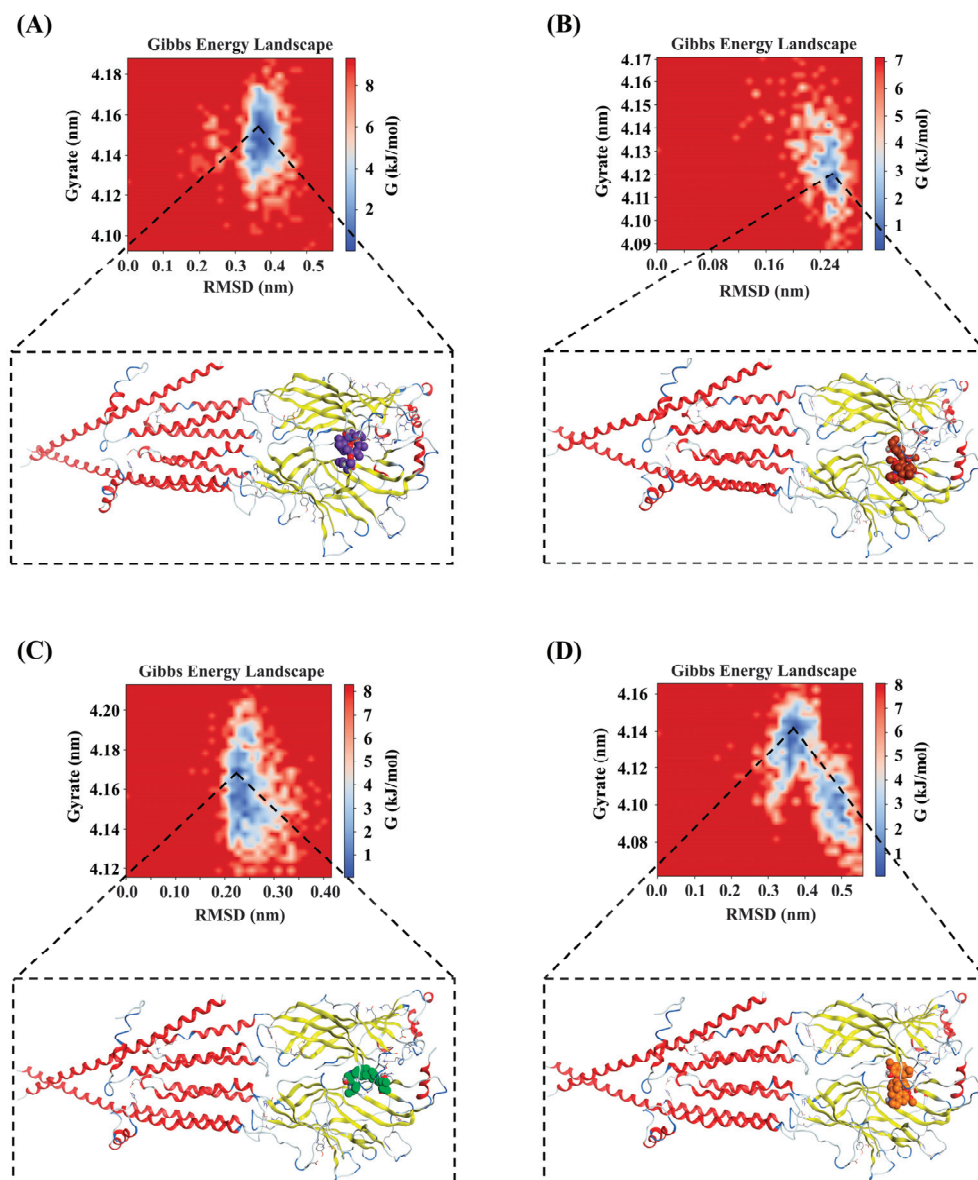 (A)
Gibbs Energy Landscape
4.18
4.16
4.14
4.12
4.10
Gyrate (nm)
0.0 0.1 0.2 0.3 0.4 0.5
RMSD (nm)
8
6
4
2
G (kJ/mol)
(B)
Gibbs Energy Landscape
4.17
4.16
4.15
4.14
4.13
4.12
4.11
4.10
4.09
Gyrate (nm)
0.0 0.08 0.16 0.24
RMSD (nm)
7
6
5
4
3
2
1
G (kJ/mol)
(C)
Gibbs Energy Landscape
4.20
4.18
4.16
4.14
4.12
Gyrate (nm)
0.0 0.10 0.20 0.30 0.40
RMSD (nm)
8
7
6
5
4
3
2
1
G (kJ/mol)
(D)
Gibbs Energy Landscape
4.16
4.14
4.12
4.10
4.08
Gyrate (nm)
0.0 0.1 0.2 0.3 0.4 0.5
RMSD (nm)
8
7
6
5
4
3
2
1
G (kJ/mol)